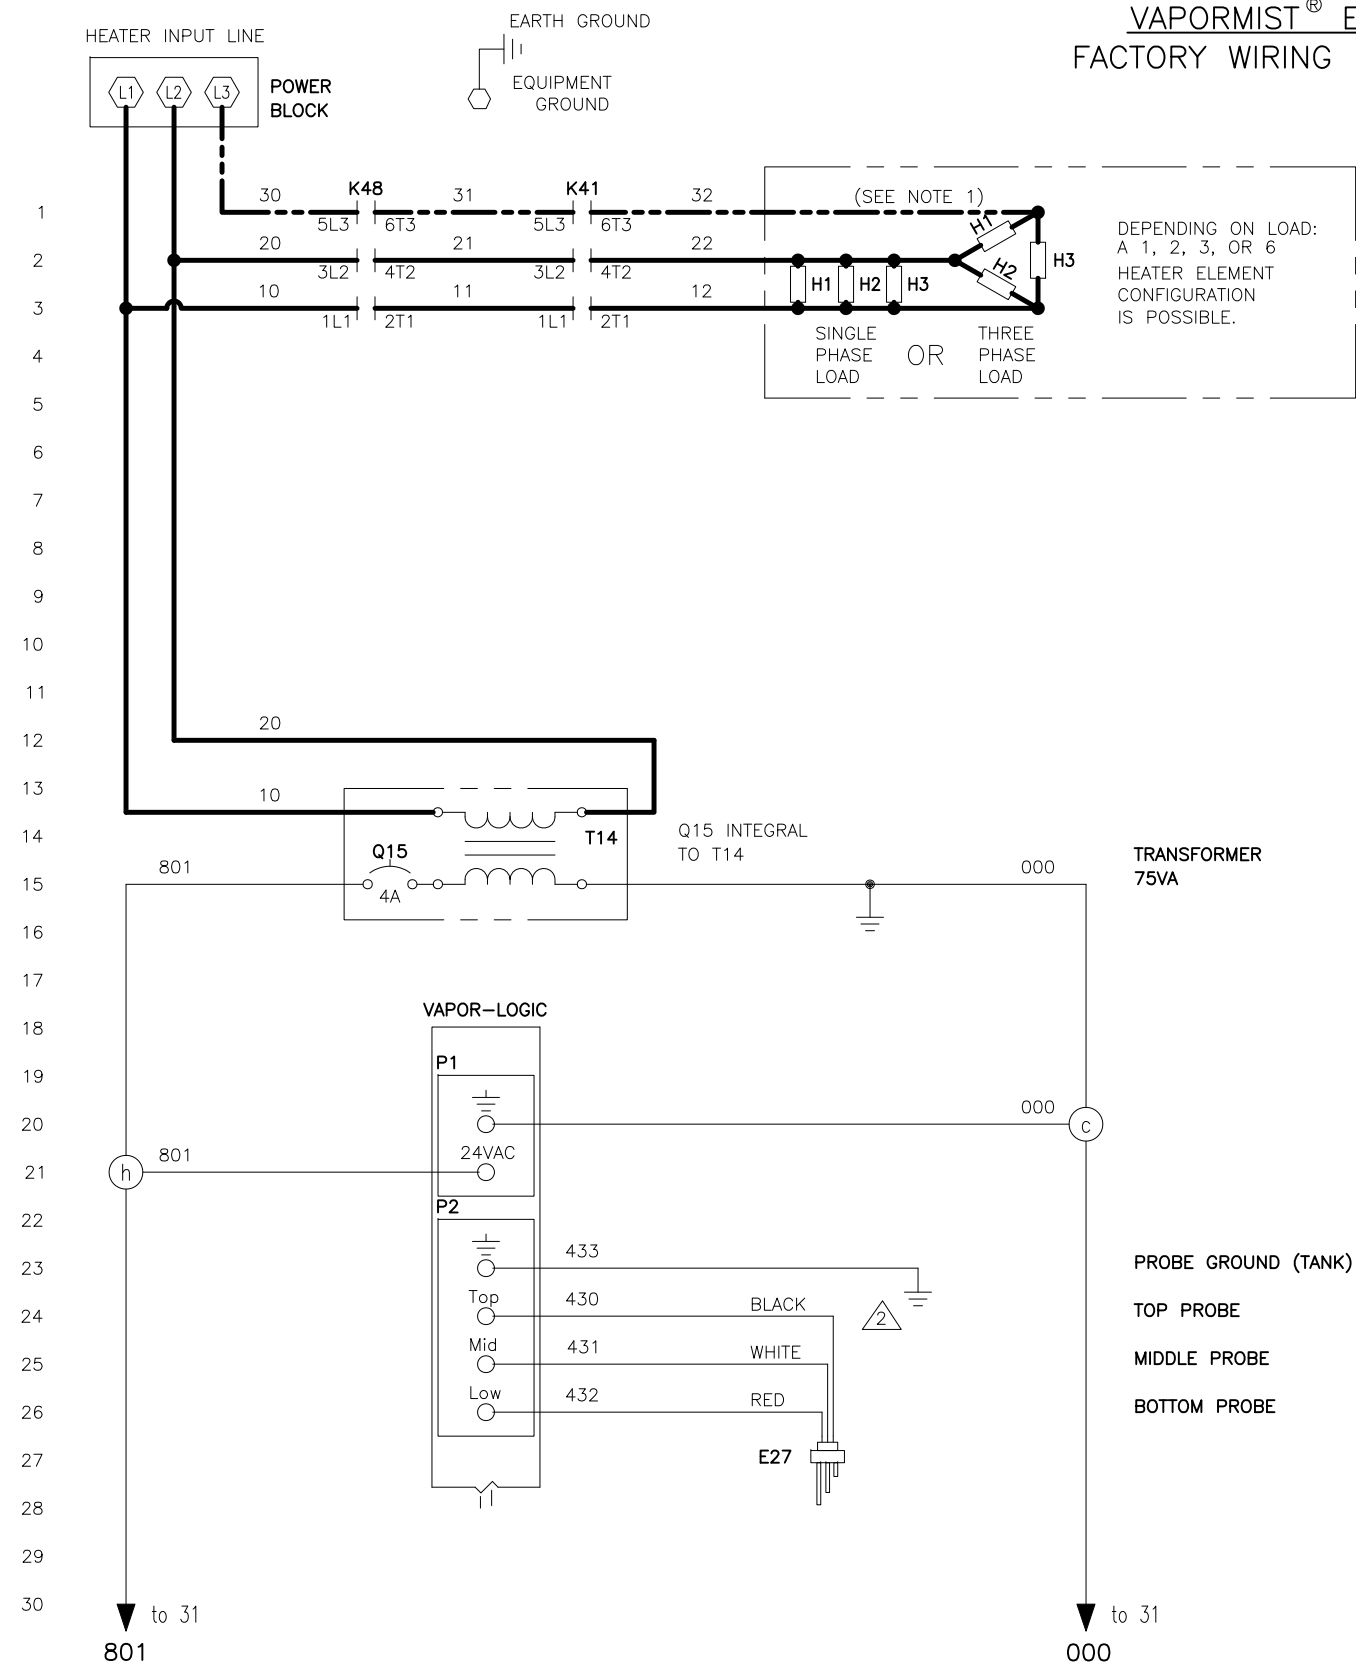 VAPORMIST® E
FACTORY WIRING
HEATER INPUT LINE
EARTH GROUND
L1 L2 L3
POWER
BLOCK
EQUIPMENT
GROUND
1
30 K48 31 K41 32 (SEE NOTE 1)
5L3 6T3 5L3 6T3
2
20 21 22
3L2 4T2 3L2 4T2
3
10 11 12
1L1 2T1 1L1 2T1
H1 H2 H3
H1
H2
H3
SINGLE
PHASE
LOAD
OR
THREE
PHASE
LOAD
DEPENDING ON LOAD:
A 1, 2, 3, OR 6
HEATER ELEMENT
CONFIGURATION
IS POSSIBLE.
4
5
6
7
8
9
10
11
12
20
13
10
14
T14
Q15 INTEGRAL
TO T14
15
801
Q15
4A
000
TRANSFORMER
75VA
16
17
18
VAPOR-LOGIC
19
P1
20
000
c
21
h
801
24VAC
22
P2
23
433
PROBE GROUND (TANK)
24
Top
430
BLACK
2
TOP PROBE
25
Mid
431
WHITE
MIDDLE PROBE
26
Low
432
RED
BOTTOM PROBE
27
E27
28
29
30
to 31
801
to 31
000